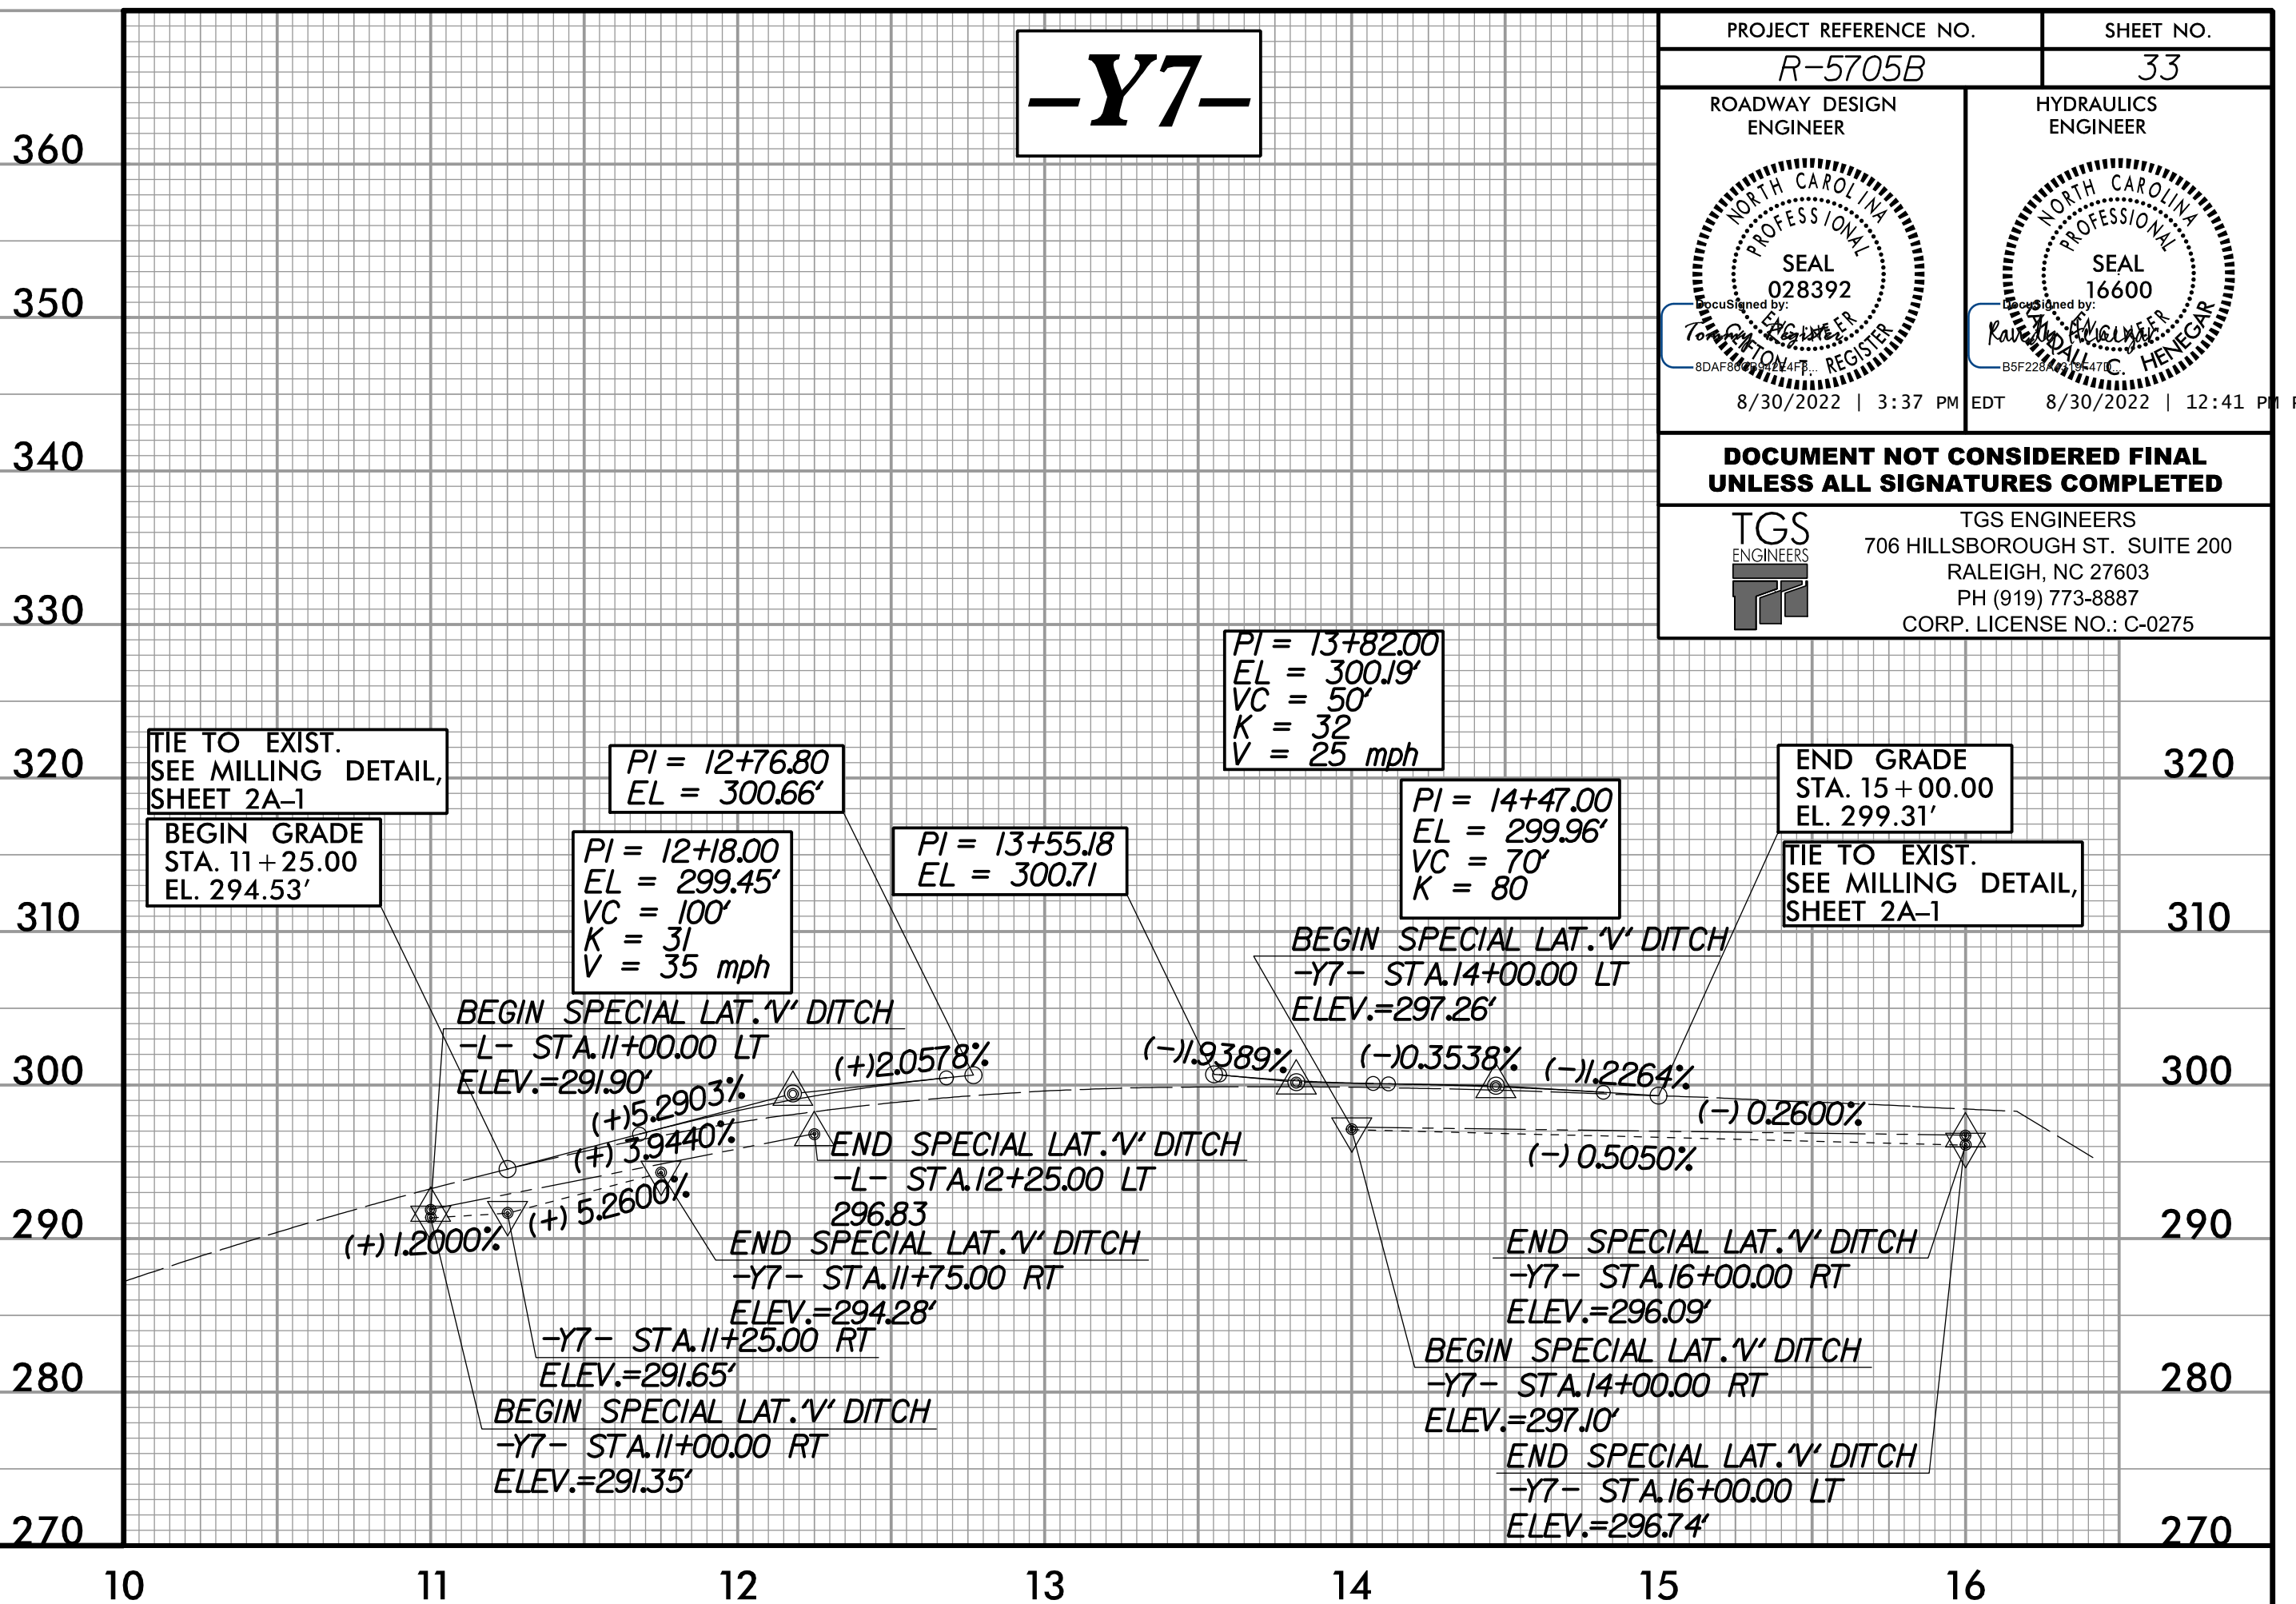 -Y7-
PROJECT REFERENCE NO.
SHEET NO.
R-5705B
33
ROADWAY DESIGN
ENGINEER
HYDRAULICS
ENGINEER
NORTH CAROLINA
PROFESSIONAL
SEAL
028392
ENGINEER
CLIFTON T. REGISTER
DocuSigned by:
8/30/2022 | 3:37 PM EDT
NORTH CAROLINA
PROFESSIONAL
SEAL
16600
ENGINEER
RANDALL C. HENEGAR
DocuSigned by:
8/30/2022 | 12:41 PM
DOCUMENT NOT CONSIDERED FINAL
UNLESS ALL SIGNATURES COMPLETED
TGS
ENGINEERS
TGS ENGINEERS
706 HILLSBOROUGH ST. SUITE 200
RALEIGH, NC 27603
PH (919) 773-8887
CORP. LICENSE NO.: C-0275
360
350
340
330
320
310
300
290
280
270
320
310
300
290
280
270
TIE TO EXIST.
SEE MILLING DETAIL,
SHEET 2A-1
BEGIN GRADE
STA. 11+25.00
EL. 294.53'
PI = 12+76.80
EL = 300.66'
PI = 12+18.00
EL = 299.45'
VC = 100'
K = 31
V = 35 mph
PI = 13+55.18
EL = 300.71
PI = 13+82.00
EL = 300.19'
VC = 50'
K = 32
V = 25 mph
PI = 14+47.00
EL = 299.96'
VC = 70'
K = 80
END GRADE
STA. 15+00.00
EL. 299.31'
TIE TO EXIST.
SEE MILLING DETAIL,
SHEET 2A-1
BEGIN SPECIAL LAT. 'V' DITCH
-L- STA. 11+00.00 LT
ELEV.=291.90'
BEGIN SPECIAL LAT. 'V' DITCH
-Y7- STA. 14+00.00 LT
ELEV.=297.26'
(+)5.2903%
(+)2.0578%
(-)1.9389%
(-)0.3538%
(-)1.2264%
(+) 3.9440%
(+) 5.2600%
(+) 1.2000%
(-) 0.2600%
(-) 0.5050%
END SPECIAL LAT. 'V' DITCH
-L- STA. 12+25.00 LT
296.83
END SPECIAL LAT. 'V' DITCH
-Y7- STA. 11+75.00 RT
ELEV.=294.28'
-Y7- STA. 11+25.00 RT
ELEV.=291.65'
BEGIN SPECIAL LAT. 'V' DITCH
-Y7- STA. 11+00.00 RT
ELEV.=291.35'
END SPECIAL LAT. 'V' DITCH
-Y7- STA. 16+00.00 RT
ELEV.=296.09'
BEGIN SPECIAL LAT. 'V' DITCH
-Y7- STA. 14+00.00 RT
ELEV.=297.10'
END SPECIAL LAT. 'V' DITCH
-Y7- STA. 16+00.00 LT
ELEV.=296.74'
10 11 12 13 14 15 16